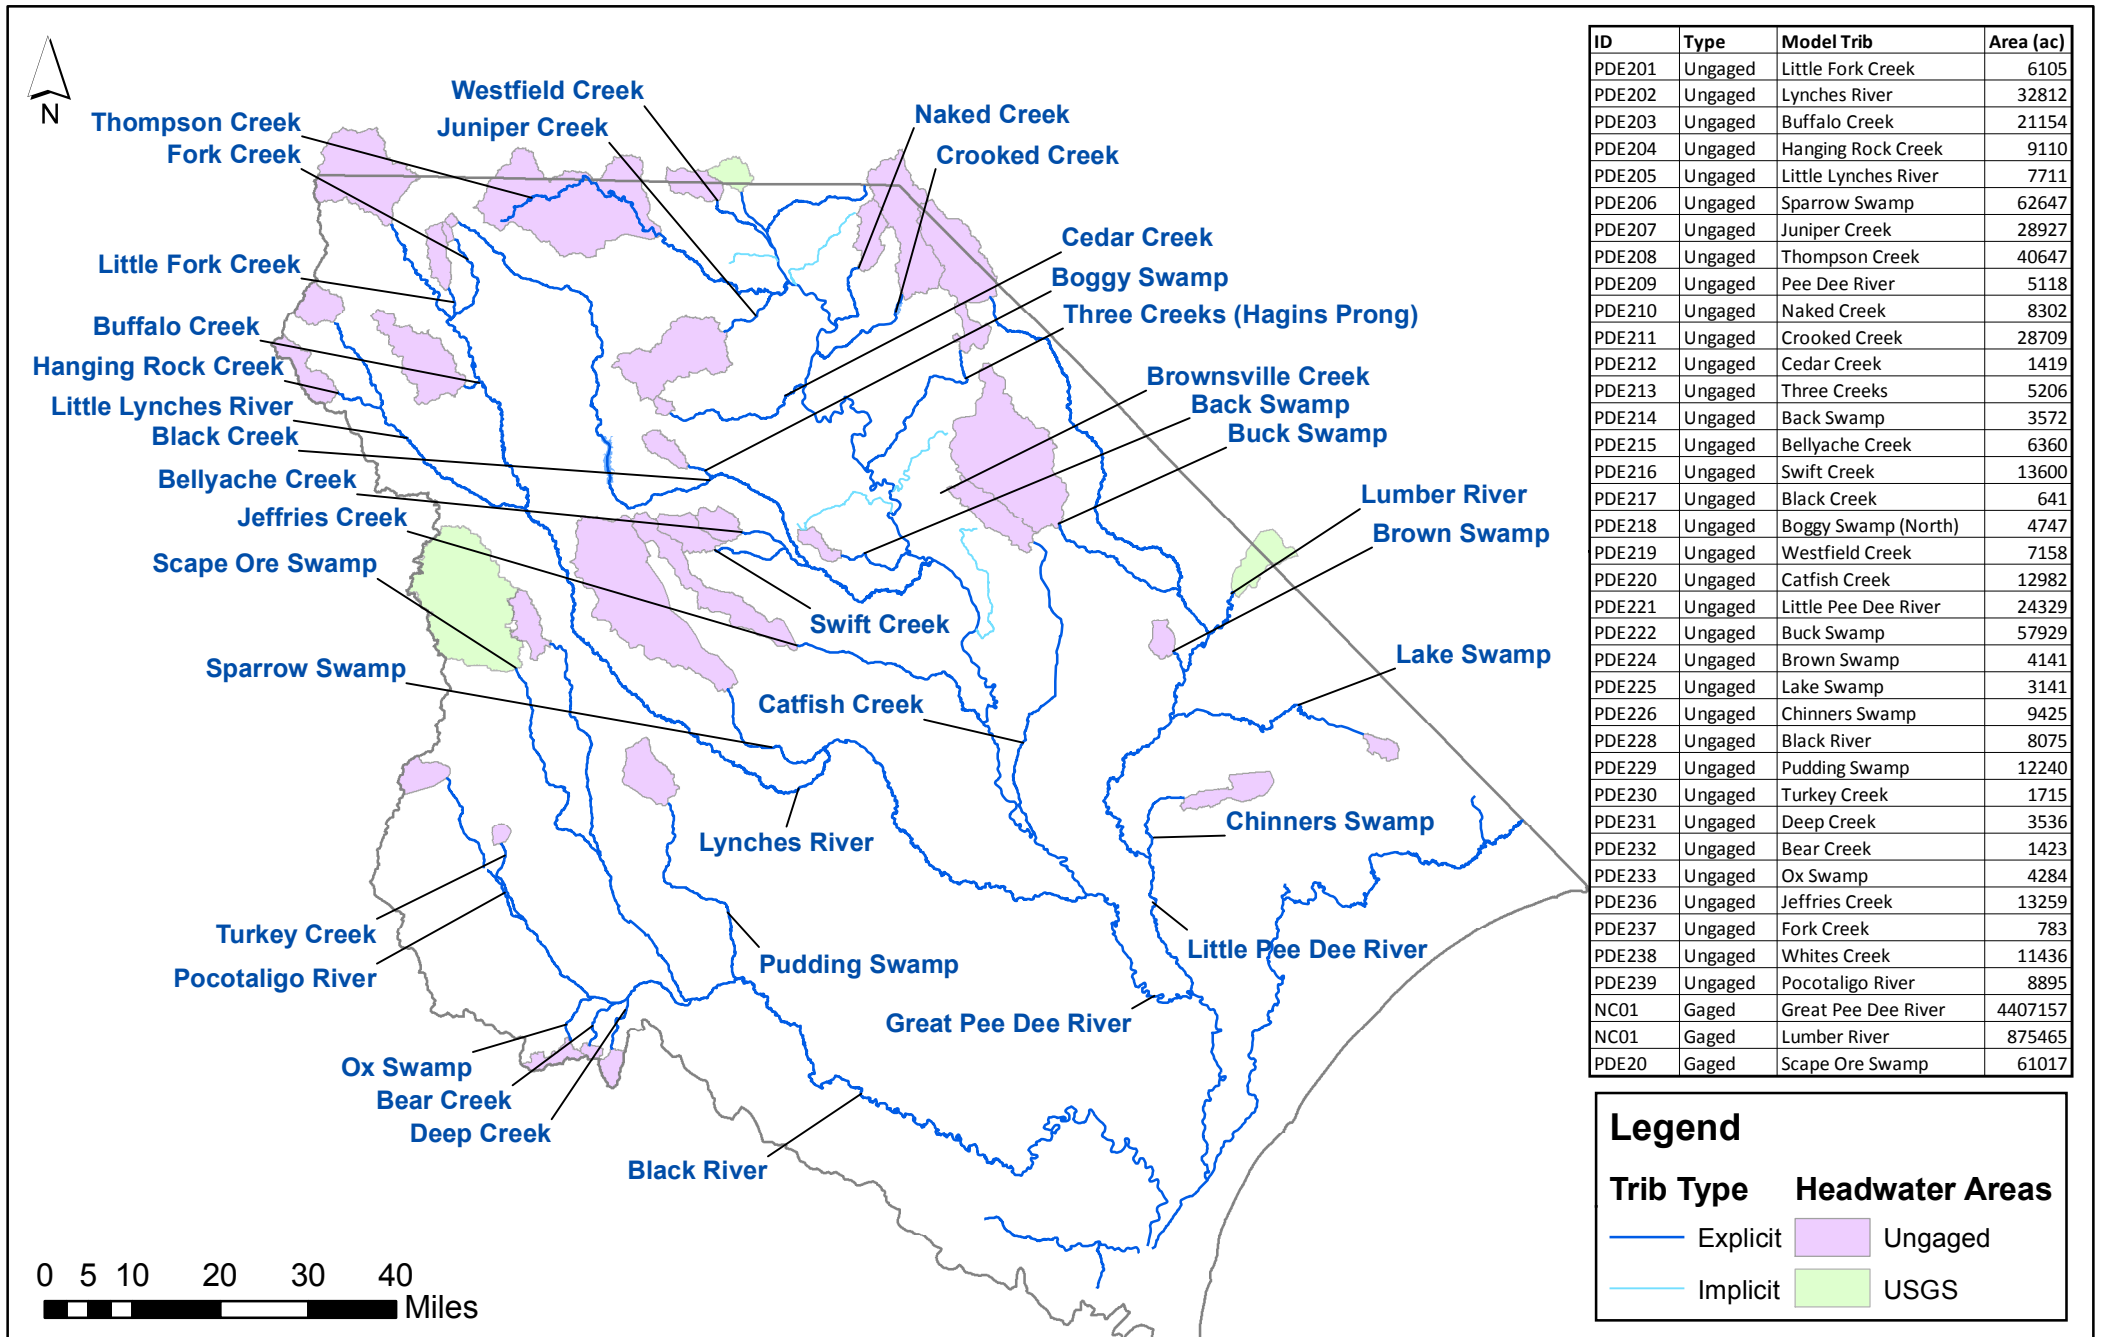 N
Westfield Creek
Thompson Creek
Juniper Creek
Fork Creek
Naked Creek
Crooked Creek
Cedar Creek
Little Fork Creek
Boggy Swamp
Buffalo Creek
Three Creeks (Hagins Prong)
Hanging Rock Creek
Brownsville Creek
Little Lynches River
Back Swamp
Black Creek
Buck Swamp
Bellyache Creek
Lumber River
Jeffries Creek
Brown Swamp
Scape Ore Swamp
Swift Creek
Sparrow Swamp
Lake Swamp
Catfish Creek
Chinners Swamp
Lynches River
Turkey Creek
Little Pee Dee River
Pocotaligo River
Pudding Swamp
Great Pee Dee River
Ox Swamp
Bear Creek
Deep Creek
Black River
0 5 10 20 30 40
Miles
ID Type Model Trib Area (ac)
PDE201 Ungaged Little Fork Creek 6105
PDE202 Ungaged Lynches River 32812
PDE203 Ungaged Buffalo Creek 21154
PDE204 Ungaged Hanging Rock Creek 9110
PDE205 Ungaged Little Lynches River 7711
PDE206 Ungaged Sparrow Swamp 62647
PDE207 Ungaged Juniper Creek 28927
PDE208 Ungaged Thompson Creek 40647
PDE209 Ungaged Pee Dee River 5118
PDE210 Ungaged Naked Creek 8302
PDE211 Ungaged Crooked Creek 28709
PDE212 Ungaged Cedar Creek 1419
PDE213 Ungaged Three Creeks 5206
PDE214 Ungaged Back Swamp 3572
PDE215 Ungaged Bellyache Creek 6360
PDE216 Ungaged Swift Creek 13600
PDE217 Ungaged Black Creek 641
PDE218 Ungaged Boggy Swamp (North) 4747
PDE219 Ungaged Westfield Creek 7158
PDE220 Ungaged Catfish Creek 12982
PDE221 Ungaged Little Pee Dee River 24329
PDE222 Ungaged Buck Swamp 57929
PDE224 Ungaged Brown Swamp 4141
PDE225 Ungaged Lake Swamp 3141
PDE226 Ungaged Chinners Swamp 9425
PDE228 Ungaged Black River 8075
PDE229 Ungaged Pudding Swamp 12240
PDE230 Ungaged Turkey Creek 1715
PDE231 Ungaged Deep Creek 3536
PDE232 Ungaged Bear Creek 1423
PDE233 Ungaged Ox Swamp 4284
PDE236 Ungaged Jeffries Creek 13259
PDE237 Ungaged Fork Creek 783
PDE238 Ungaged Whites Creek 11436
PDE239 Ungaged Pocotaligo River 8895
NC01 Gaged Great Pee Dee River 4407157
NC01 Gaged Lumber River 875465
PDE20 Gaged Scape Ore Swamp 61017
Legend
Trib Type Headwater Areas
Explicit Ungaged
Implicit USGS